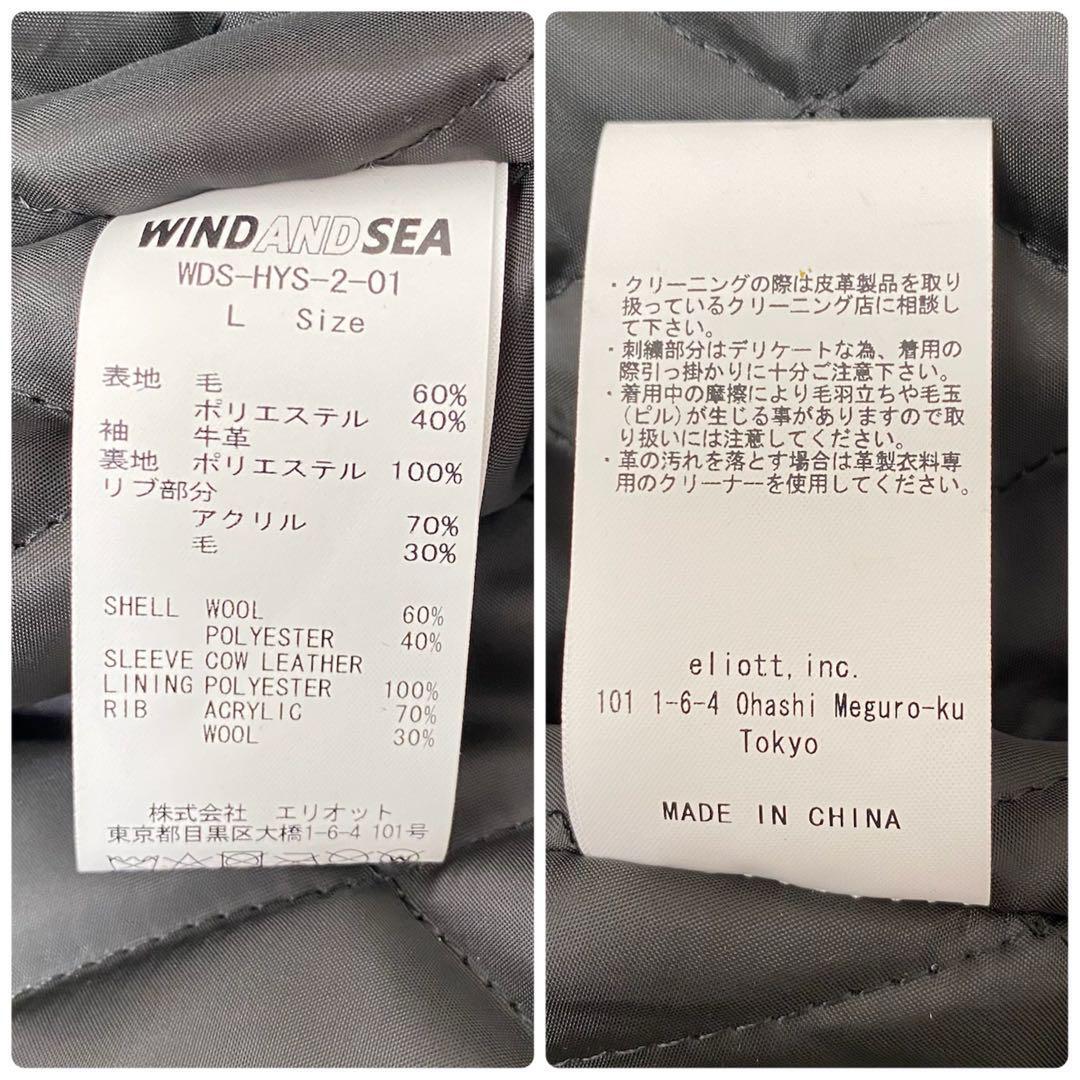 WIND AND SEA
WDS-HYS-2-01
L Size
表地 毛 60%
ポリエステル 40%
袖 牛革
裏地 ポリエステル 100%
リブ部分
アクリル 70%
毛 30%
SHELL WOOL 60%
POLYESTER 40%
SLEEVE COW LEATHER
LINING POLYESTER 100%
RIB ACRYLIC 70%
WOOL 30%
株式会社 エリオット
東京都目黒区大橋1-6-4 101号
・クリーニングの際は皮革製品を取り
扱っているクリーニング店に相談し
て下さい。
・刺繍部分はデリケートな為、着用の
際引っ掛かりに十分ご注意下さい。
・着用中の摩擦により毛羽立ちや毛玉
(ピル)が生じる事がありますので取
り扱いには注意してください。
・革の汚れを落とす場合は革製衣料専
用のクリーナーを使用してください。
eliott, inc.
101 1-6-4 Ohashi Meguro-ku
Tokyo
MADE IN CHINA